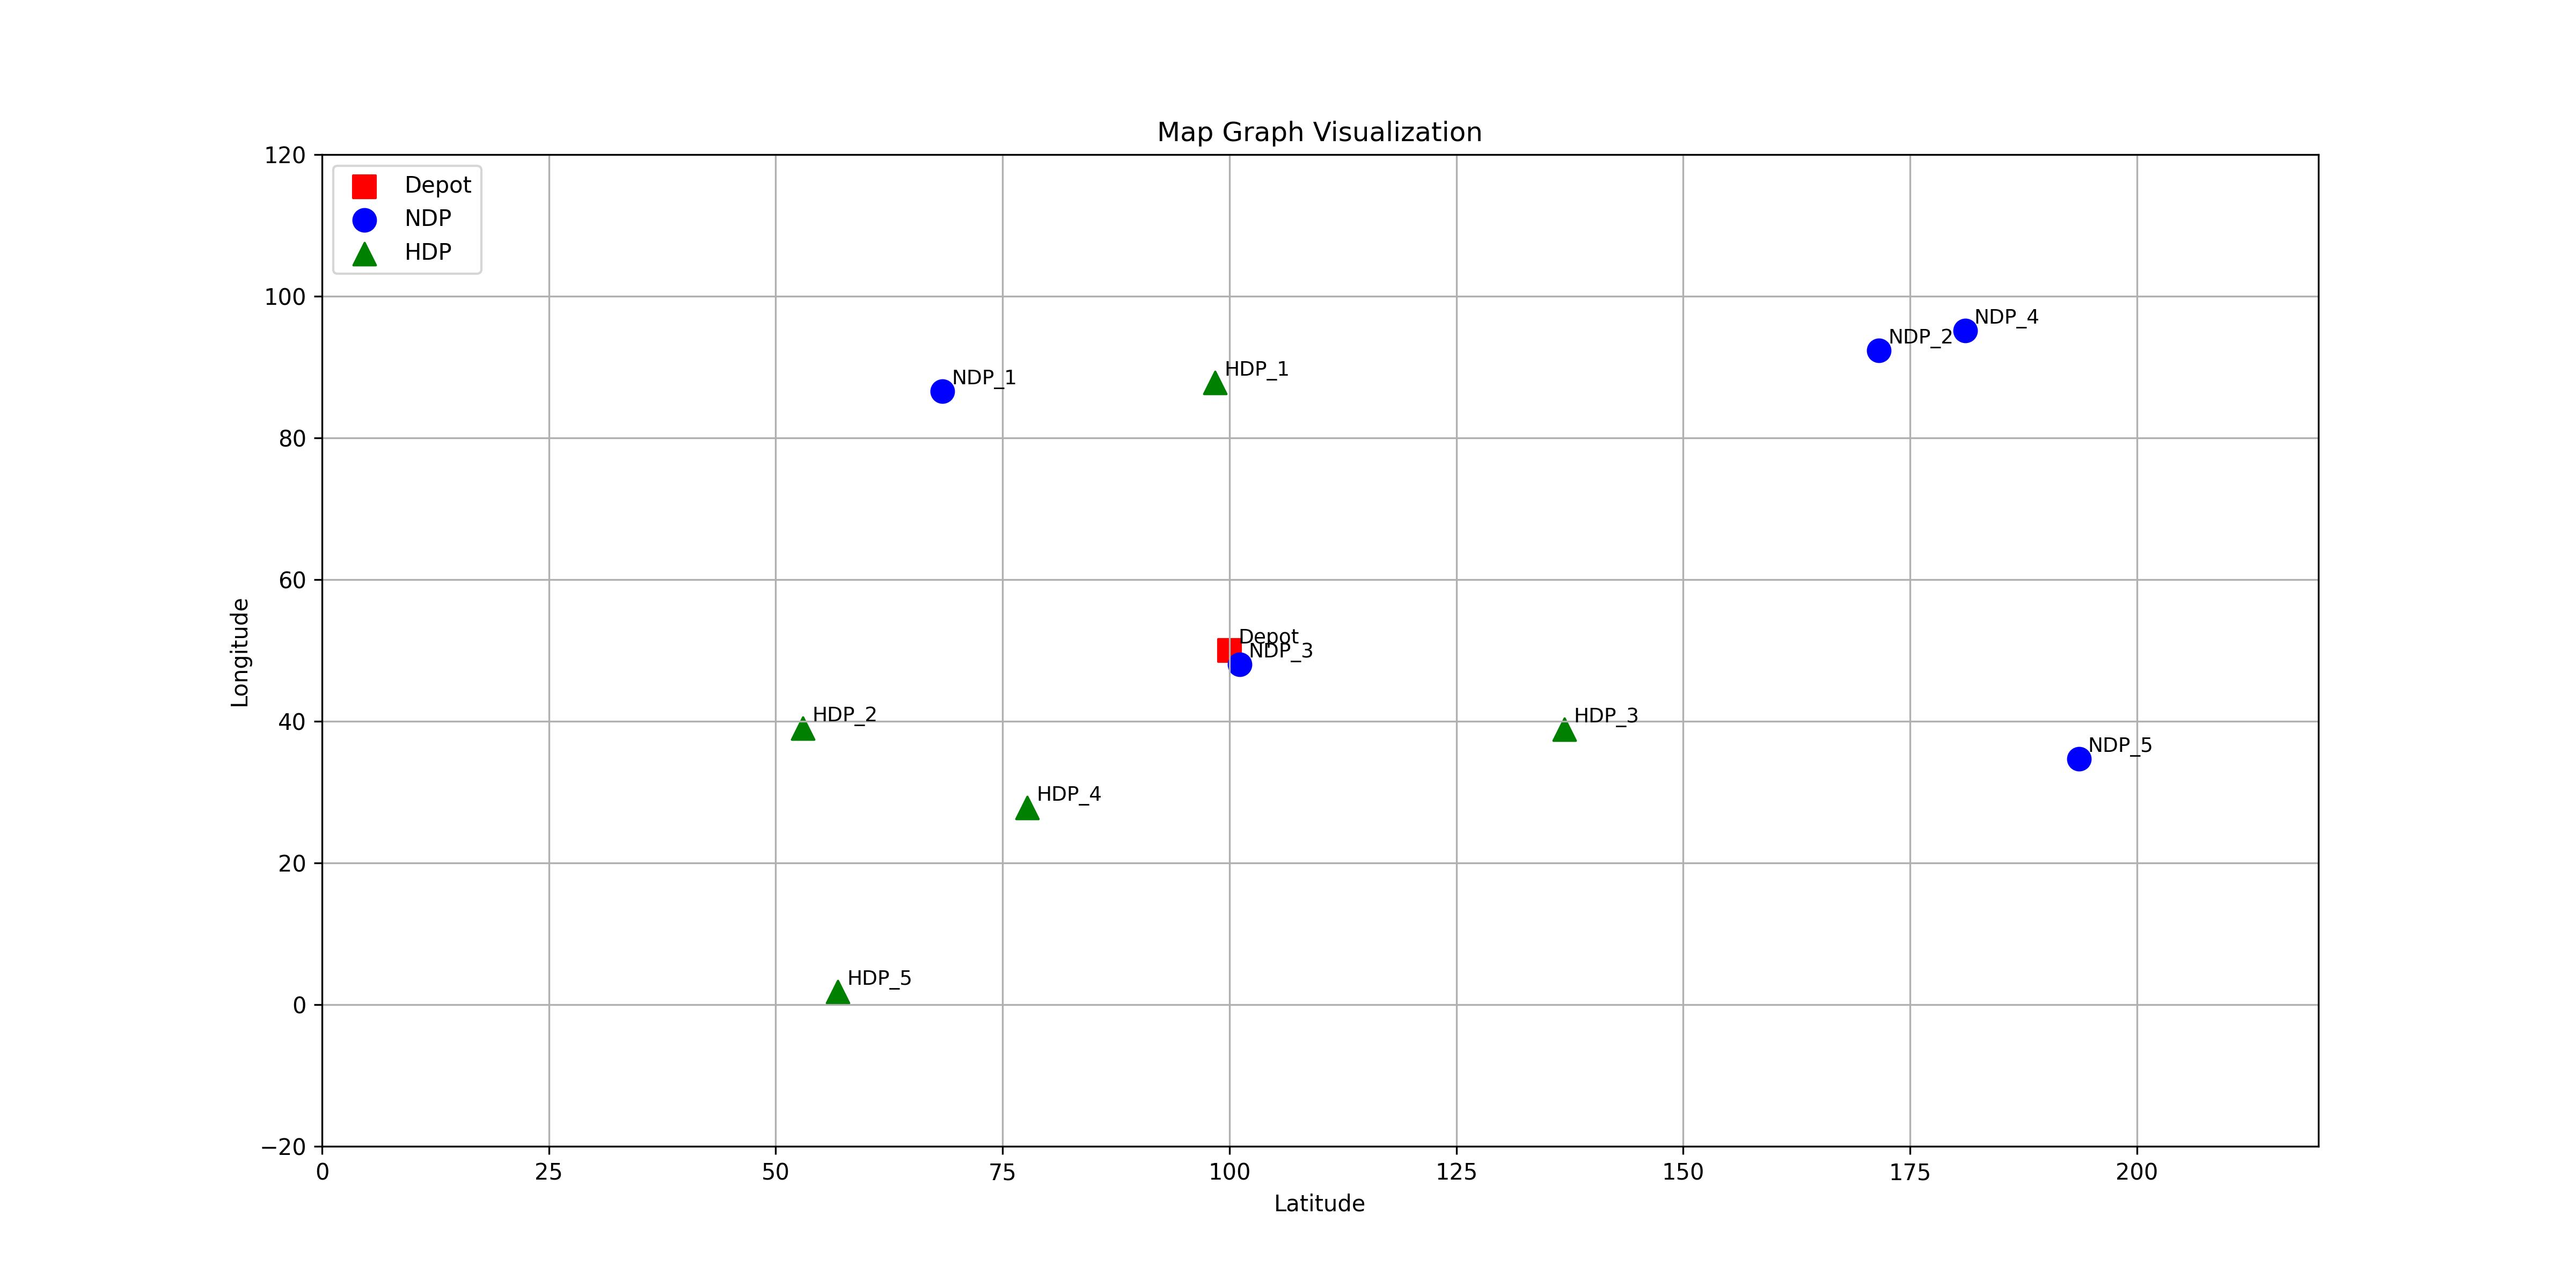 Map Graph Visualization
120
100
80
60
40
20
0
−20
Longitude
Depot
NDP
HDP
NDP_4
NDP_2
HDP_1
NDP_1
Depot
NDP_3
HDP_2
HDP_3
NDP_5
HDP_4
HDP_5
0 25 50 75 100 125 150 175 200
Latitude